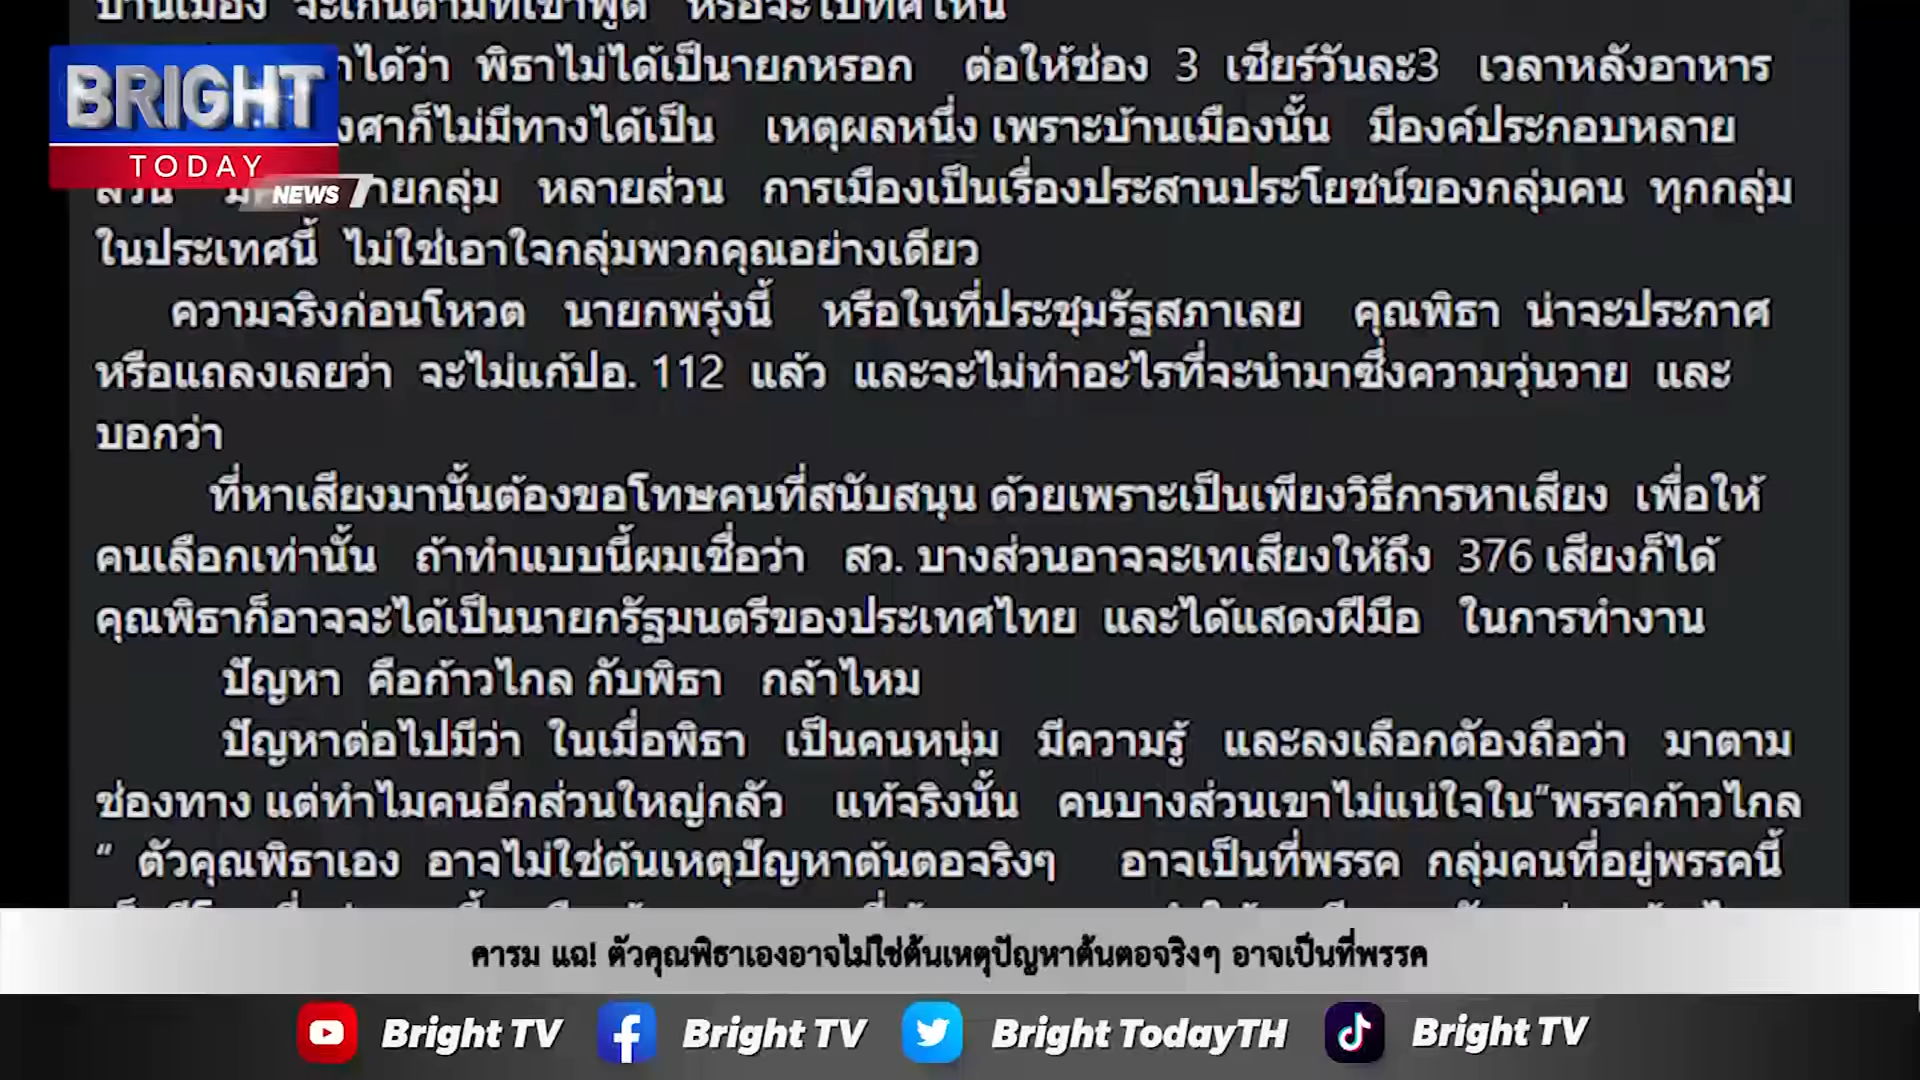 บ้านเมือง จะเกินตามที่เขาพูด หรือจะไปทิศไหน
BRIGHT
TODAY
NEWS
ได้ว่า พิธาไม่ได้เป็นนายกหรอก ต่อให้ช่อง 3 เชียร์วันละ3 เวลาหลังอาหาร
งศาก็ไม่มีทางได้เป็น เหตุผลหนึ่ง เพราะบ้านเมืองนั้น มีองค์ประกอบหลาย
ส่วน ายกลุ่ม หลายส่วน การเมืองเป็นเรื่องประสานประโยชน์ของกลุ่มคน ทุกกลุ่ม
ในประเทศนี้ ไม่ใช่เอาใจกลุ่มพวกคุณอย่างเดียว
ความจริงก่อนโหวต นายกพรุ่งนี้ หรือในที่ประชุมรัฐสภาเลย คุณพิธา น่าจะประกาศ
หรือแถลงเลยว่า จะไม่แก้ปอ. 112 แล้ว และจะไม่ทำอะไรที่จะนำมาซึ่งความวุ่นวาย และ
บอกว่า
ที่หาเสียงมานั้นต้องขอโทษคนที่สนับสนุน ด้วยเพราะเป็นเพียงวิธีการหาเสียง เพื่อให้
คนเลือกเท่านั้น ถ้าทำแบบนี้ผมเชื่อว่า สว. บางส่วนอาจจะเทเสียงให้ถึง 376 เสียงก็ได้
คุณพิธาก็อาจจะได้เป็นนายกรัฐมนตรีของประเทศไทย และได้แสดงฝีมือ ในการทำงาน
ปัญหา คือก้าวไกล กับพิธา กล้าไหม
ปัญหาต่อไปมีว่า ในเมื่อพิธา เป็นคนหนุ่ม มีความรู้ และลงเลือกตัองถือว่า มาตาม
ช่องทาง แต่ทำไมคนอีกส่วนใหญ่กลัว แท้จริงนั้น คนบางส่วนเขาไม่แน่ใจใน“พรรคก้าวไกล
“ ตัวคุณพิธาเอง อาจไม่ใช่ต้นเหตุปัญหาต้นตอจริงๆ อาจเป็นที่พรรค กลุ่มคนที่อยู่พรรคนี้
คารม แฉ! ตัวคุณพิธาเองอาจไม่ใช่ต้นเหตุปัญหาต้นตอจริงๆ อาจเป็นที่พรรค
Bright TV Bright TV Bright TodayTH Bright TV